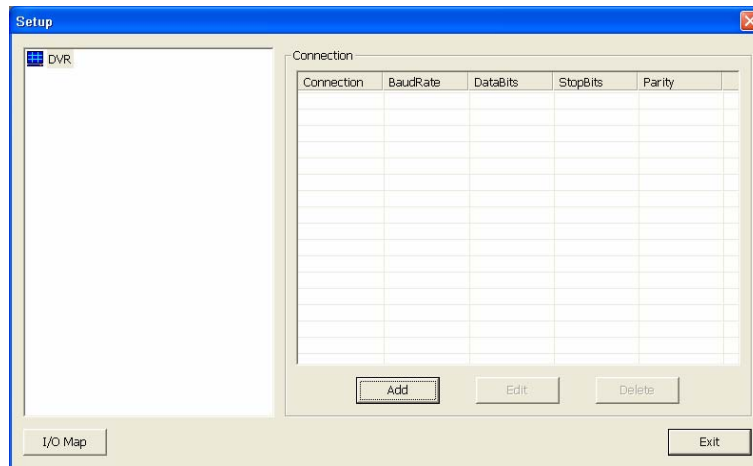 Setup
DVR
Connection
Connection BaudRate DataBits StopBits Parity
Add Edit Delete
I/O Map Exit